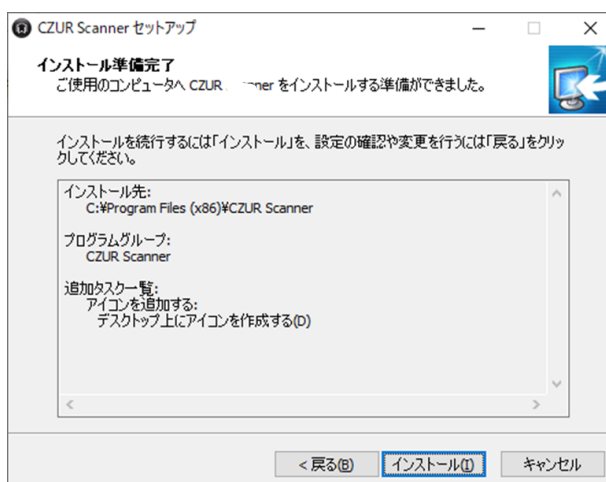 CZUR Scanner セットアップ
インストール準備完了
ご使用のコンピュータへ CZUR ner をインストールする準備ができました。
インストールを続行するには「インストール」を、設定の確認や変更を行うには「戻る」をクリッ
クしてください。
インストール先:
C:¥Program Files (x86)¥CZUR Scanner
プログラムグループ:
CZUR Scanner
追加タスク一覧:
アイコンを追加する:
デスクトップ上にアイコンを作成する(D)
< 戻る(B) インストール(I) キャンセル